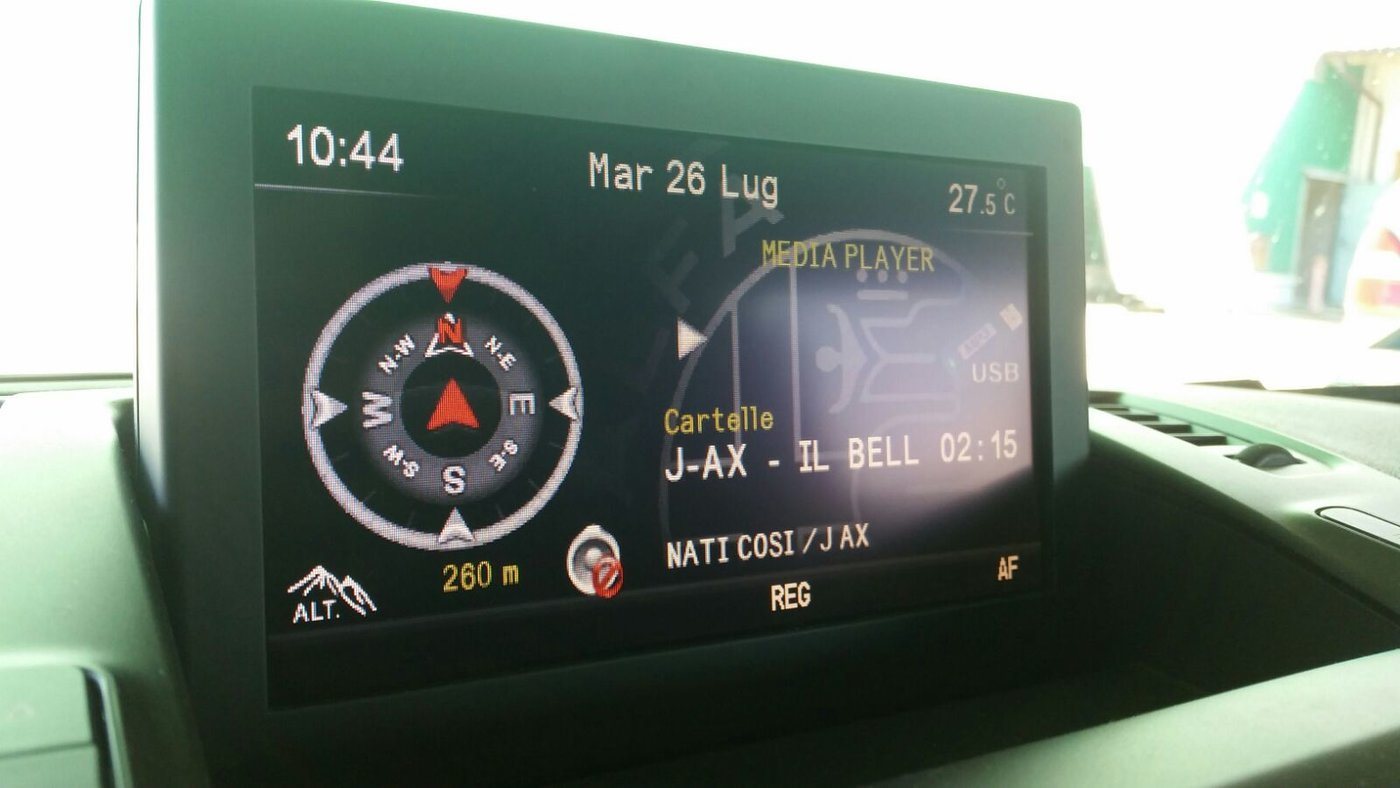 10:44
Mar 26 Lug
27.5°C
MEDIA PLAYER
N
N-W
N-E
W
E
USB
S-W
S-E
S
Cartelle
J-AX - IL BELL 02:15
NATI COSI/J AX
ALT.
260 m
REG
AF